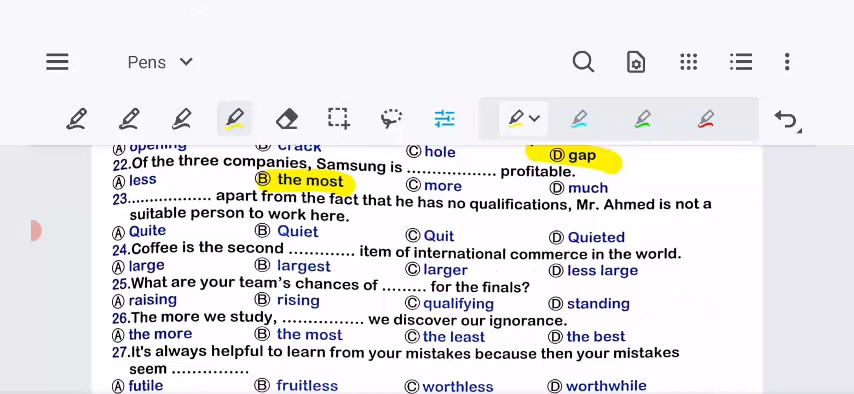 Pens
Ⓐ opening Ⓑ crack Ⓒ hole Ⓓ gap
22.Of the three companies, Samsung is ................. profitable.
Ⓐ less Ⓑ the most Ⓒ more Ⓓ much
23................. apart from the fact that he has no qualifications, Mr. Ahmed is not a
suitable person to work here.
Ⓐ Quite Ⓑ Quiet Ⓒ Quit Ⓓ Quieted
24.Coffee is the second ............. item of international commerce in the world.
Ⓐ large Ⓑ largest Ⓒ larger Ⓓ less large
25.What are your team's chances of ......... for the finals?
Ⓐ raising Ⓑ rising Ⓒ qualifying Ⓓ standing
26.The more we study, ................ we discover our ignorance.
Ⓐ the more Ⓑ the most Ⓒ the least Ⓓ the best
27.It's always helpful to learn from your mistakes because then your mistakes
seem ...............
Ⓐ futile Ⓑ fruitless Ⓒ worthless Ⓓ worthwhile